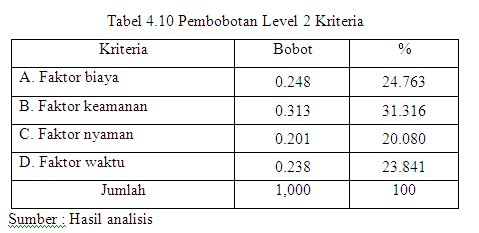 Tabel 4.10 Pembobotan Level 2 Kriteria
Kriteria Bobot %
A. Faktor biaya 0.248 24.763
B. Faktor keamanan 0.313 31.316
C. Faktor nyaman 0.201 20.080
D. Faktor waktu 0.238 23.841
Jumlah 1,000 100
Sumber : Hasil analisis